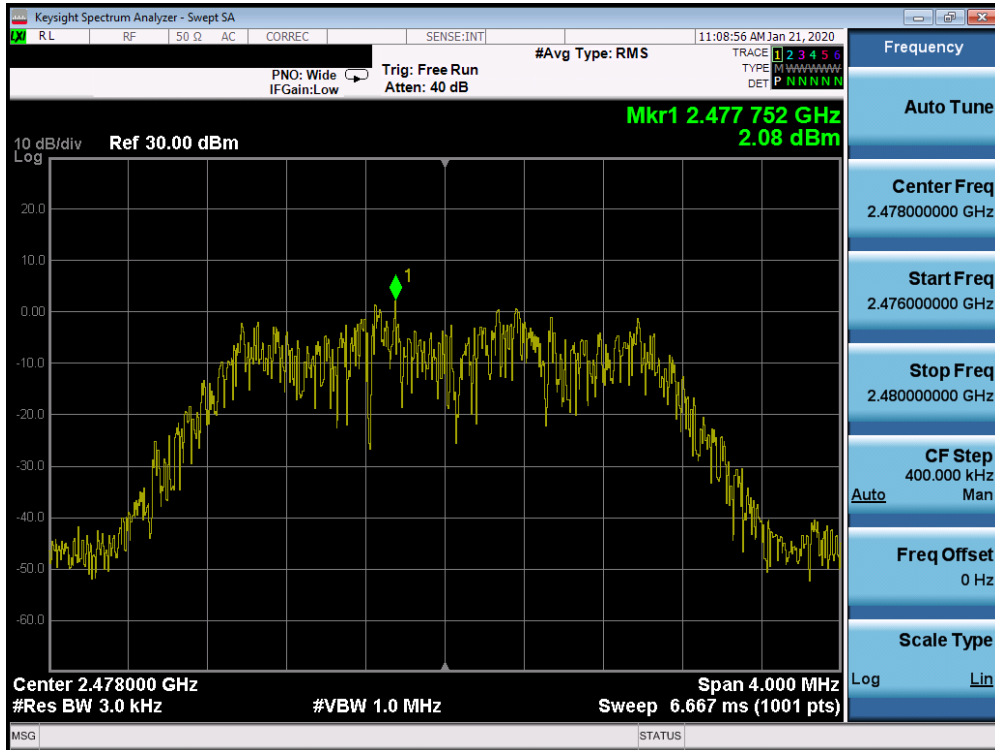 Keysight Spectrum Analyzer - Swept SA
LXI RL RF 50 Ω AC CORREC SENSE:INT 11:08:56 AM Jan 21, 2020
#Avg Type: RMS
TRACE 1 2 3 4 5 6
PNO: Wide Trig: Free Run TYPE M WWWWW
IFGain:Low Atten: 40 dB DET P N N N N N
Mkr1 2.477 752 GHz
2.08 dBm
10 dB/div Ref 30.00 dBm
Log
20.0
10.0
1
0.00
-10.0
-20.0
-30.0
-40.0
-50.0
-60.0
Center 2.478000 GHz Span 4.000 MHz
#Res BW 3.0 kHz #VBW 1.0 MHz Sweep 6.667 ms (1001 pts)
MSG STATUS
Frequency
Auto Tune
Center Freq
2.478000000 GHz
Start Freq
2.476000000 GHz
Stop Freq
2.480000000 GHz
CF Step
400.000 kHz
Auto Man
Freq Offset
0 Hz
Scale Type
Log Lin